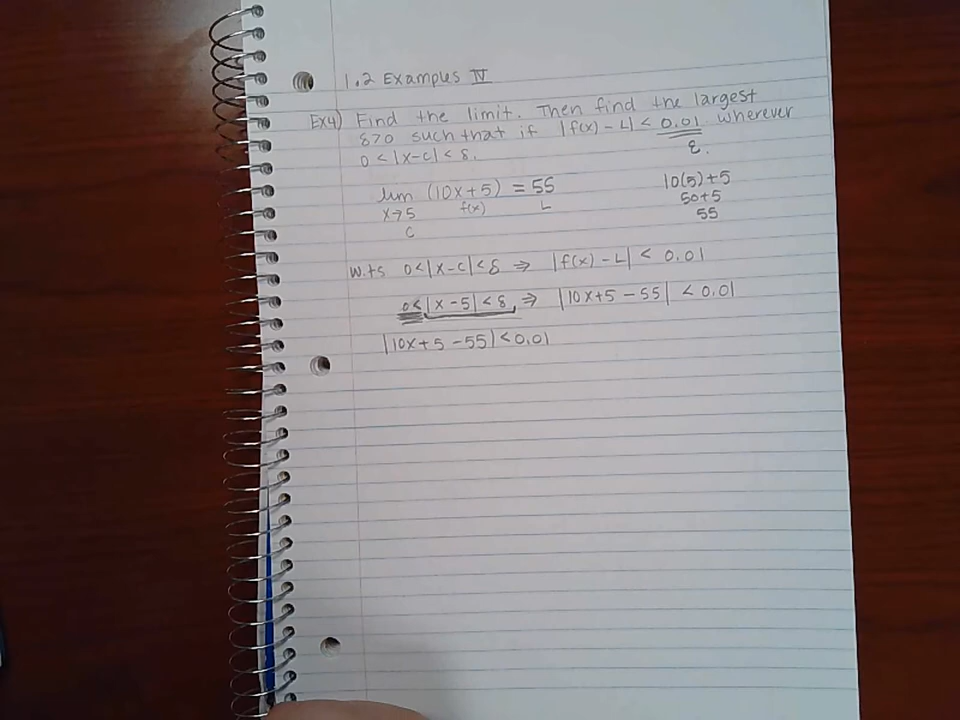 1.2 Examples IV
Ex4) Find the limit. Then find the largest
δ>0 such that if |f(x) - L| < 0.01 wherever
0 < |x-c| < δ.
ε.
lim (10x+5) = 55
x→5 f(x) L
c
10(5)+5
50+5
55
W.t.s 0<|x-c|<δ ⇒ |f(x) - L| < 0.01
0<|x-5|<δ, ⇒ |10x+5-55| < 0.01
|10x+5-55|<0.01